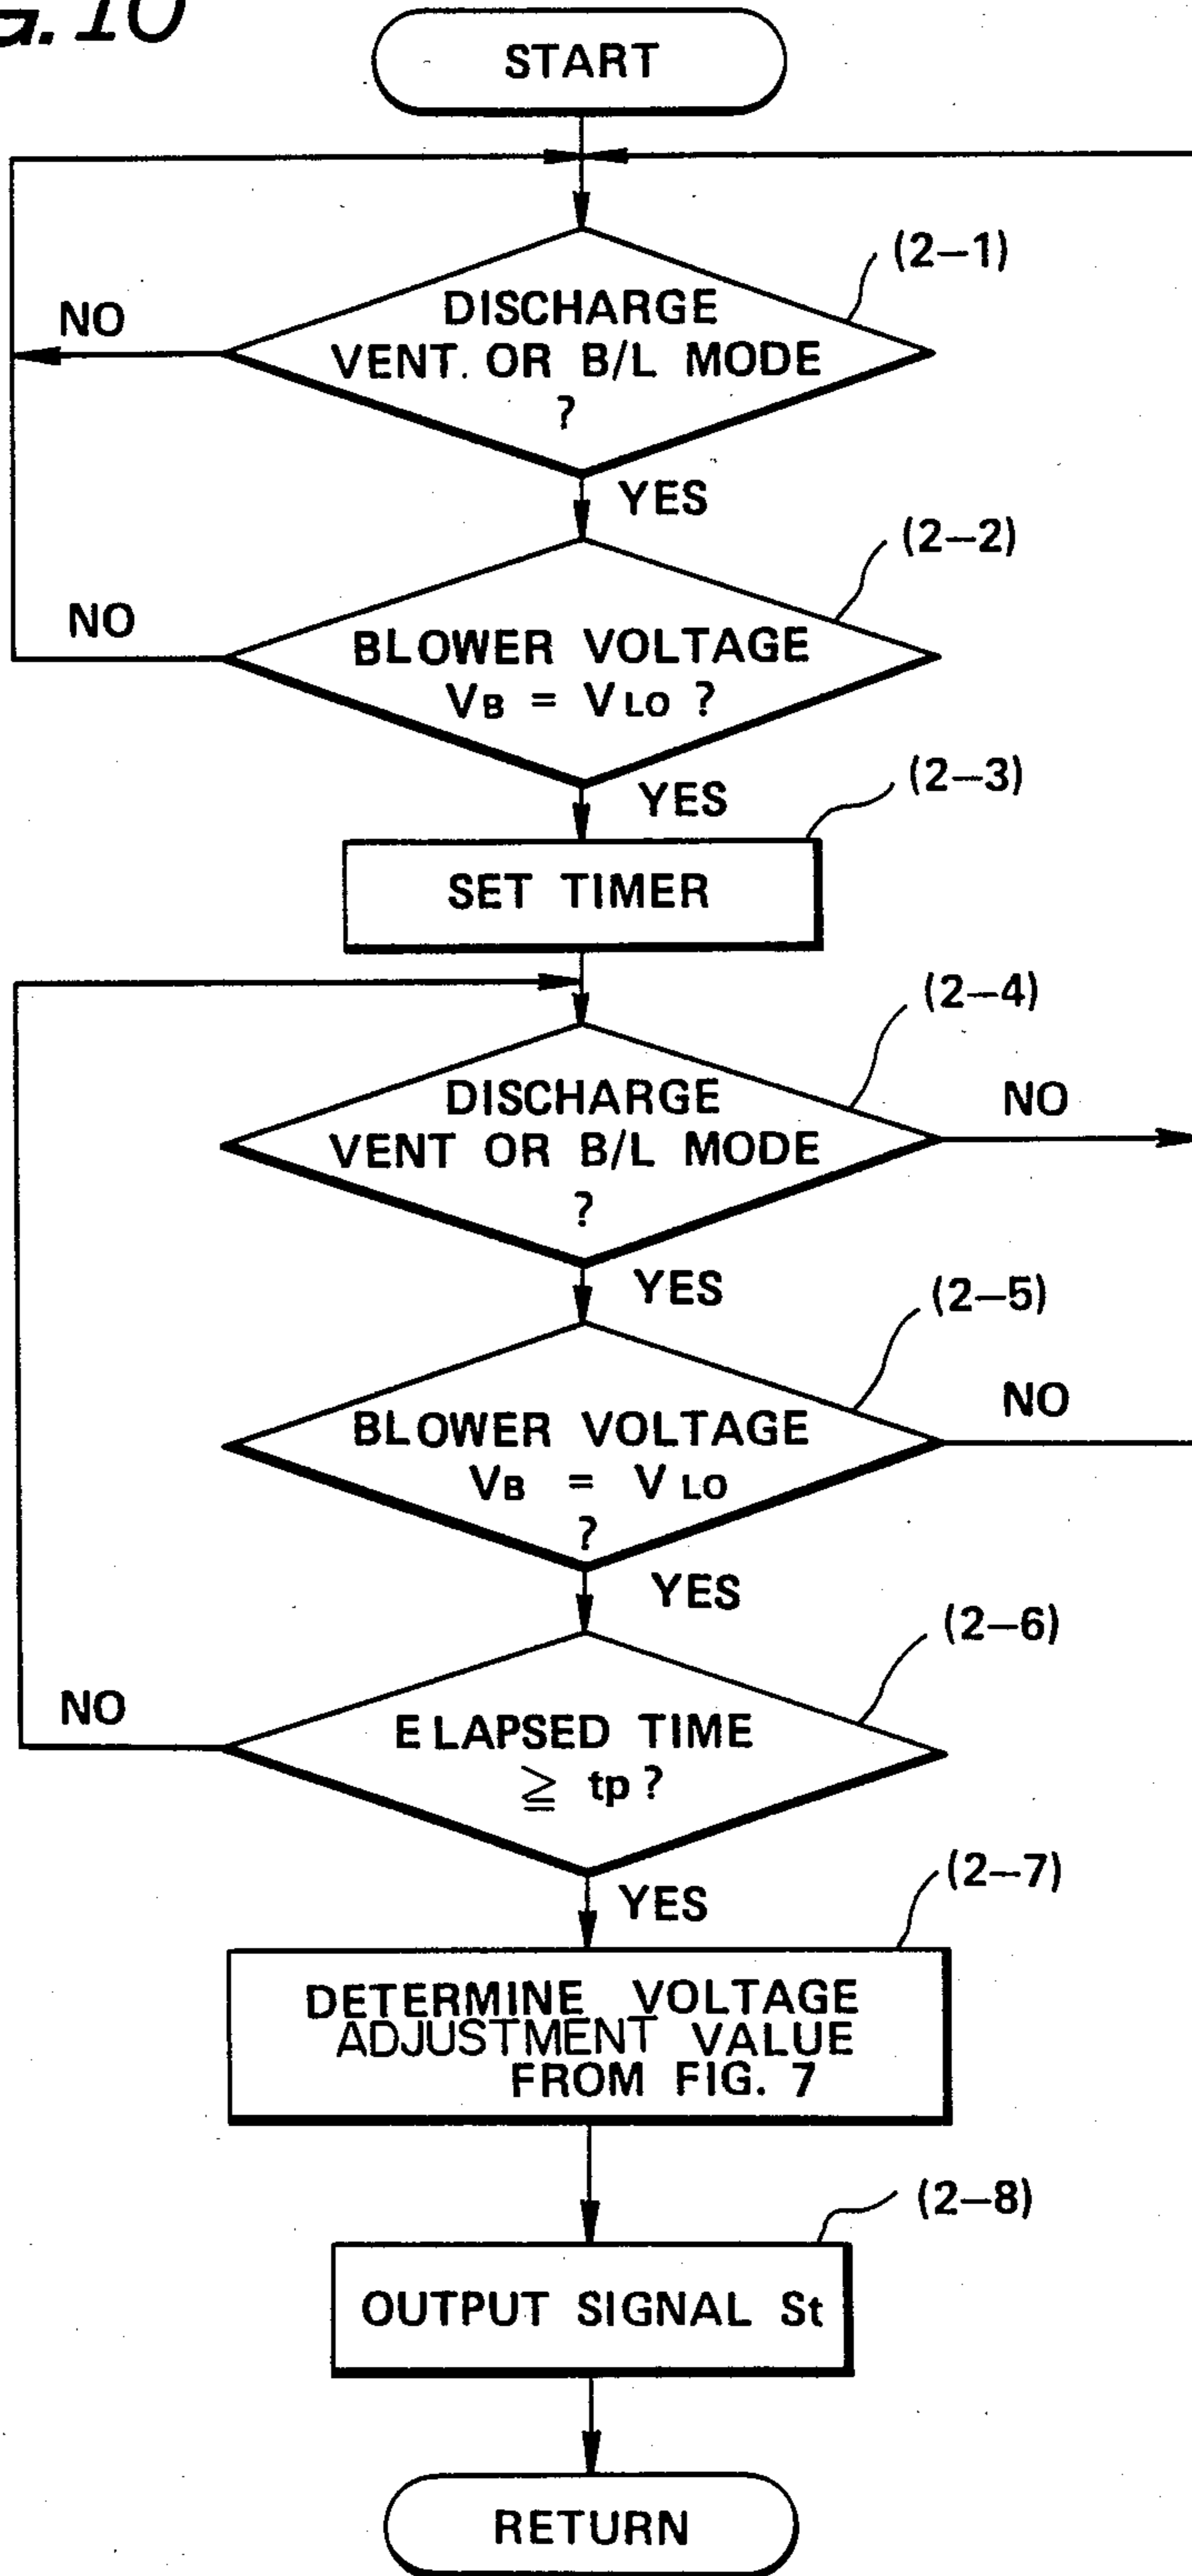 G. 10
START
(2–1)
NO
DISCHARGE
VENT. OR B/L MODE
?
YES
(2–2)
NO
BLOWER VOLTAGE
VB = VLO ?
YES
(2–3)
SET TIMER
(2–4)
DISCHARGE
VENT OR B/L MODE
?
NO
YES
(2–5)
BLOWER VOLTAGE
VB = VLO
?
NO
YES
(2–6)
NO
ELAPSED TIME
≧ tp ?
YES
(2–7)
DETERMINE VOLTAGE
ADJUSTMENT VALUE
FROM FIG. 7
(2–8)
OUTPUT SIGNAL St
RETURN